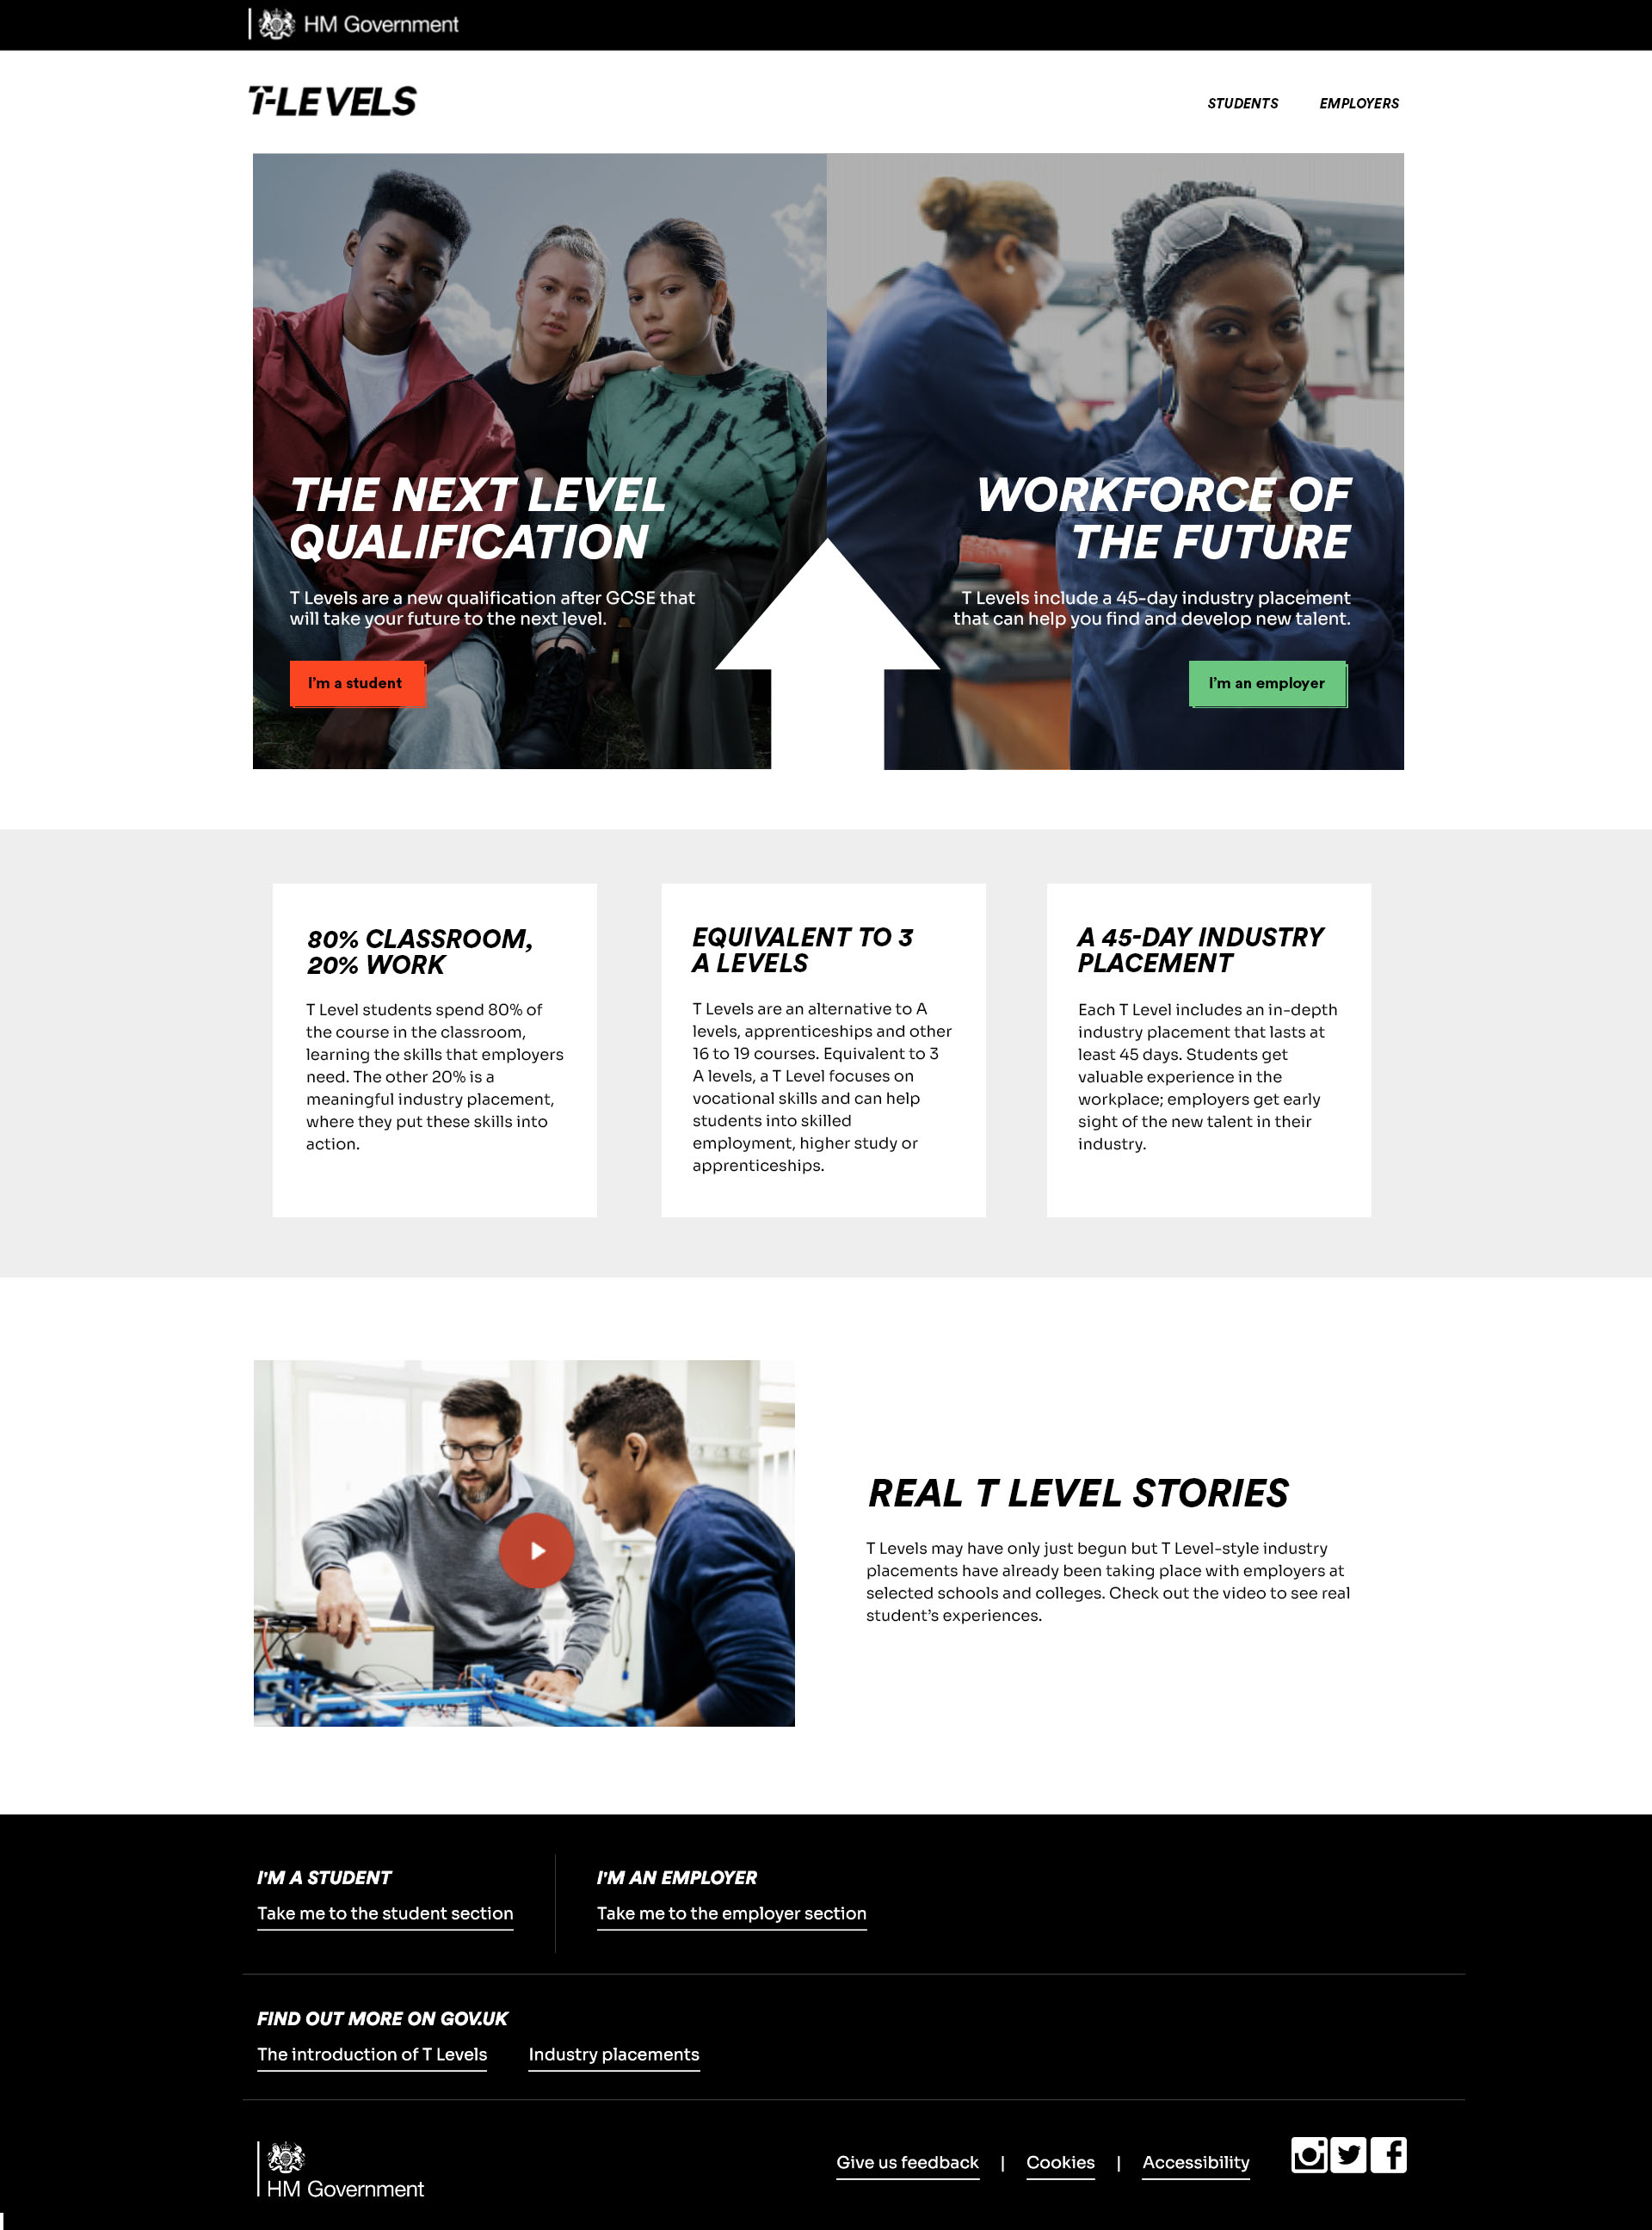 HM Government
T-LEVELS
STUDENTS EMPLOYERS
THE NEXT LEVEL
QUALIFICATION
T Levels are a new qualification after GCSE that
will take your future to the next level.
I'm a student
WORKFORCE OF
THE FUTURE
T Levels include a 45-day industry placement
that can help you find and develop new talent.
I'm an employer
80% CLASSROOM,
20% WORK
T Level students spend 80% of
the course in the classroom,
learning the skills that employers
need. The other 20% is a
meaningful industry placement,
where they put these skills into
action.
EQUIVALENT TO 3
A LEVELS
T Levels are an alternative to A
levels, apprenticeships and other
16 to 19 courses. Equivalent to 3
A levels, a T Level focuses on
vocational skills and can help
students into skilled
employment, higher study or
apprenticeships.
A 45-DAY INDUSTRY
PLACEMENT
Each T Level includes an in-depth
industry placement that lasts at
least 45 days. Students get
valuable experience in the
workplace; employers get early
sight of the new talent in their
industry.
REAL T LEVEL STORIES
T Levels may have only just begun but T Level-style industry
placements have already been taking place with employers at
selected schools and colleges. Check out the video to see real
student's experiences.
I'M A STUDENT
Take me to the student section
I'M AN EMPLOYER
Take me to the employer section
FIND OUT MORE ON GOV.UK
The introduction of T Levels Industry placements
HM Government
Give us feedback | Cookies | Accessibility